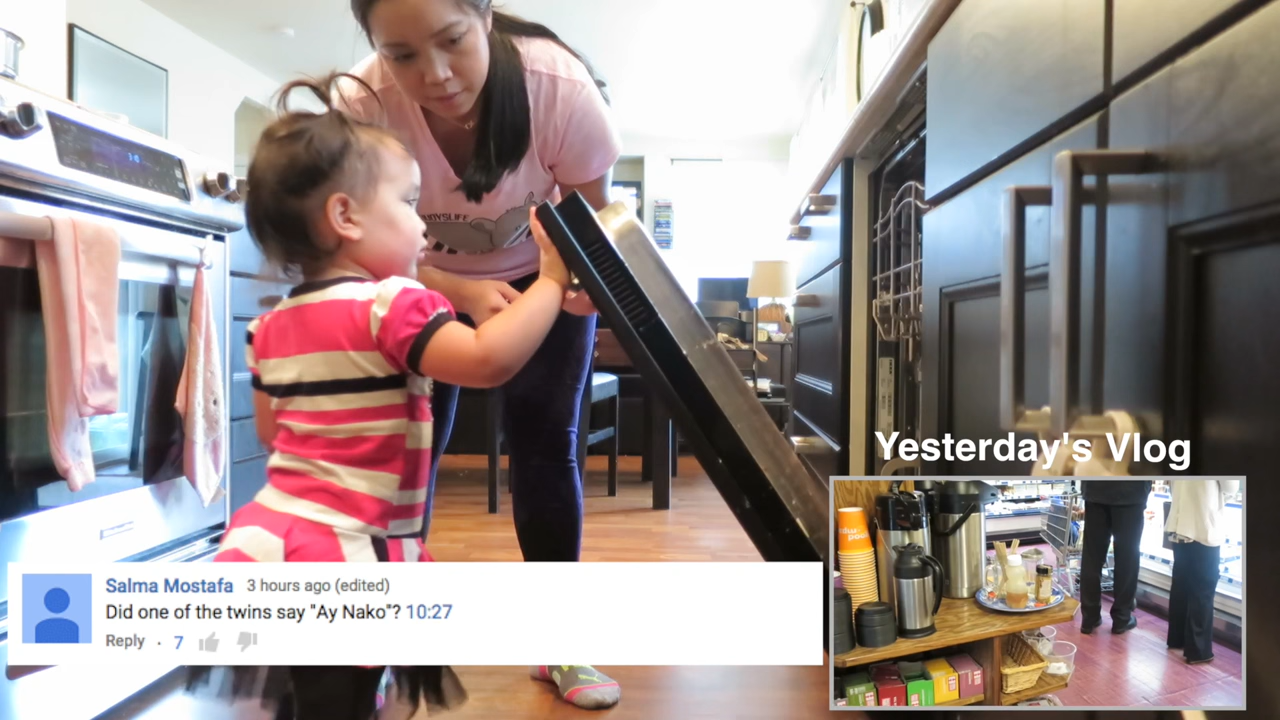 UDYSLIFE
Yesterday's Vlog
Salma Mostafa 3 hours ago (edited)
Did one of the twins say "Ay Nako"? 10:27
Reply · 7